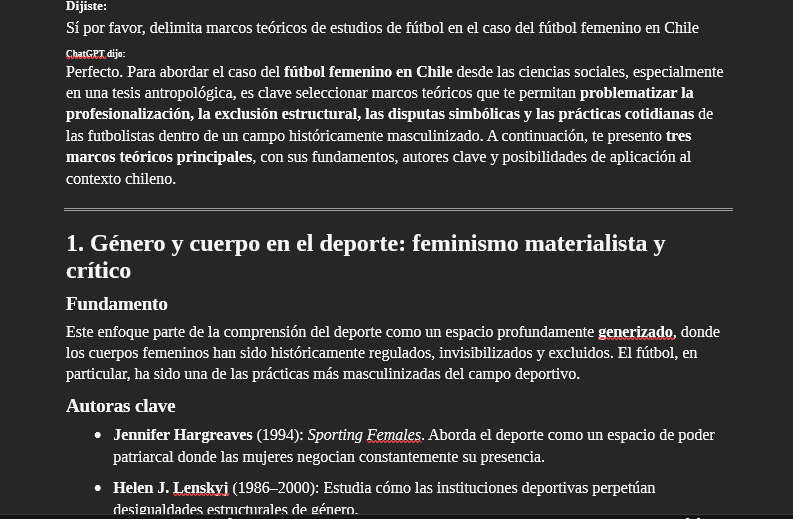 Dijiste:
Sí por favor, delimita marcos teóricos de estudios de fútbol en el caso del fútbol femenino en Chile
ChatGPT dijo:
Perfecto. Para abordar el caso del fútbol femenino en Chile desde las ciencias sociales, especialmente
en una tesis antropológica, es clave seleccionar marcos teóricos que te permitan problematizar la
profesionalización, la exclusión estructural, las disputas simbólicas y las prácticas cotidianas de
las futbolistas dentro de un campo históricamente masculinizado. A continuación, te presento tres
marcos teóricos principales, con sus fundamentos, autores clave y posibilidades de aplicación al
contexto chileno.
1. Género y cuerpo en el deporte: feminismo materialista y
crítico
Fundamento
Este enfoque parte de la comprensión del deporte como un espacio profundamente generizado, donde
los cuerpos femeninos han sido históricamente regulados, invisibilizados y excluidos. El fútbol, en
particular, ha sido una de las prácticas más masculinizadas del campo deportivo.
Autoras clave
• Jennifer Hargreaves (1994): Sporting Females. Aborda el deporte como un espacio de poder
patriarcal donde las mujeres negocian constantemente su presencia.
• Helen J. Lenskyj (1986–2000): Estudia cómo las instituciones deportivas perpetúan
desigualdades estructurales de género.